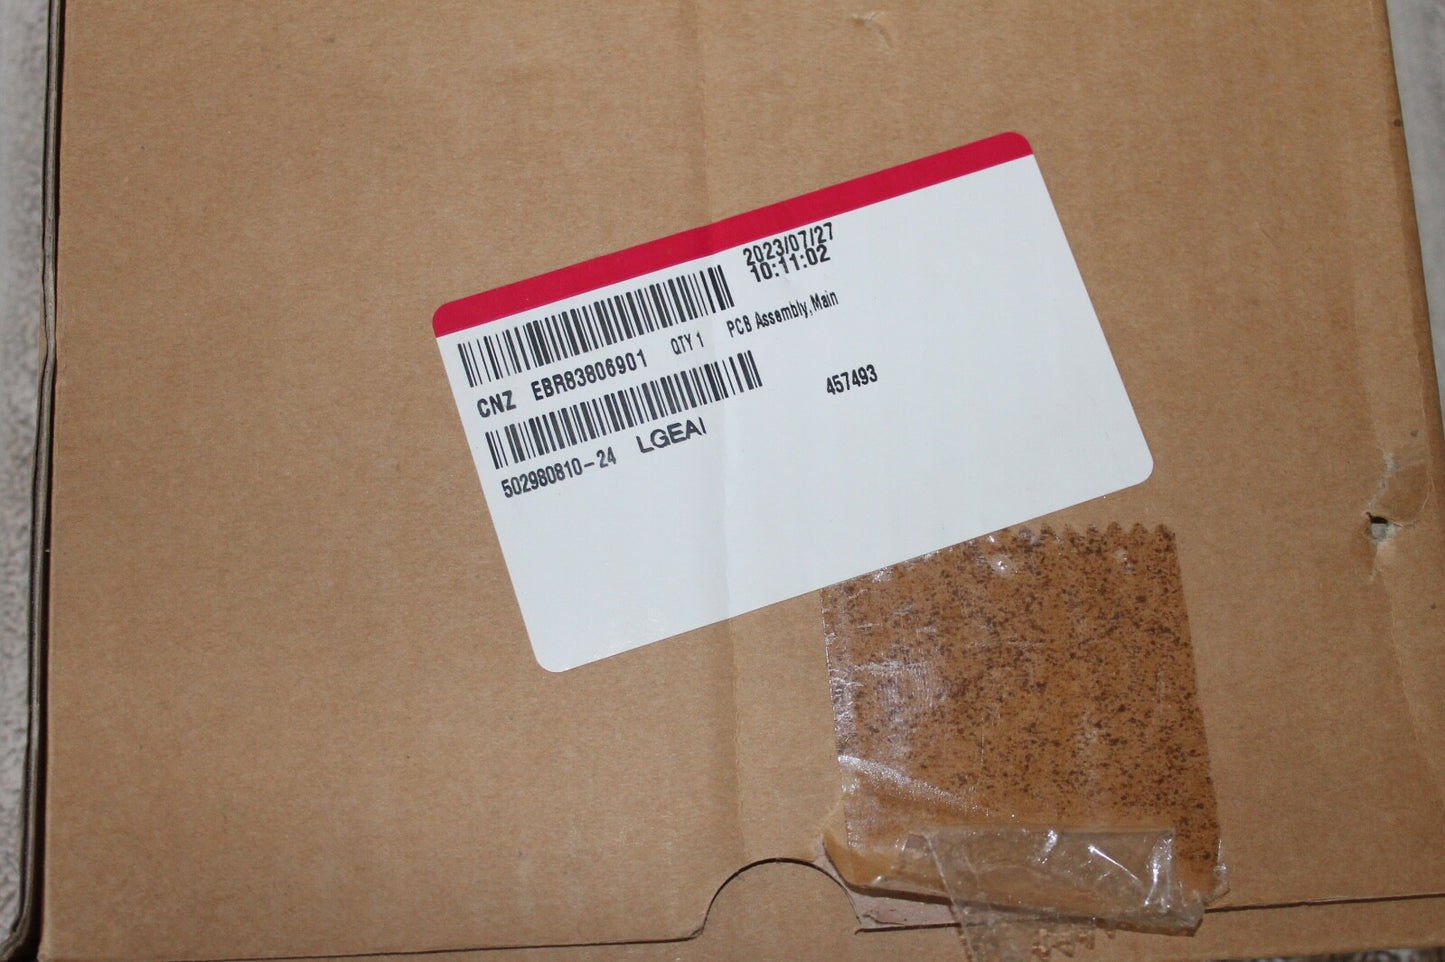 2023/07/27
10:11:02
CNZ EBR83806901 QTY 1 PCB Assembly,Main
502980810-24 LGEAI 457493